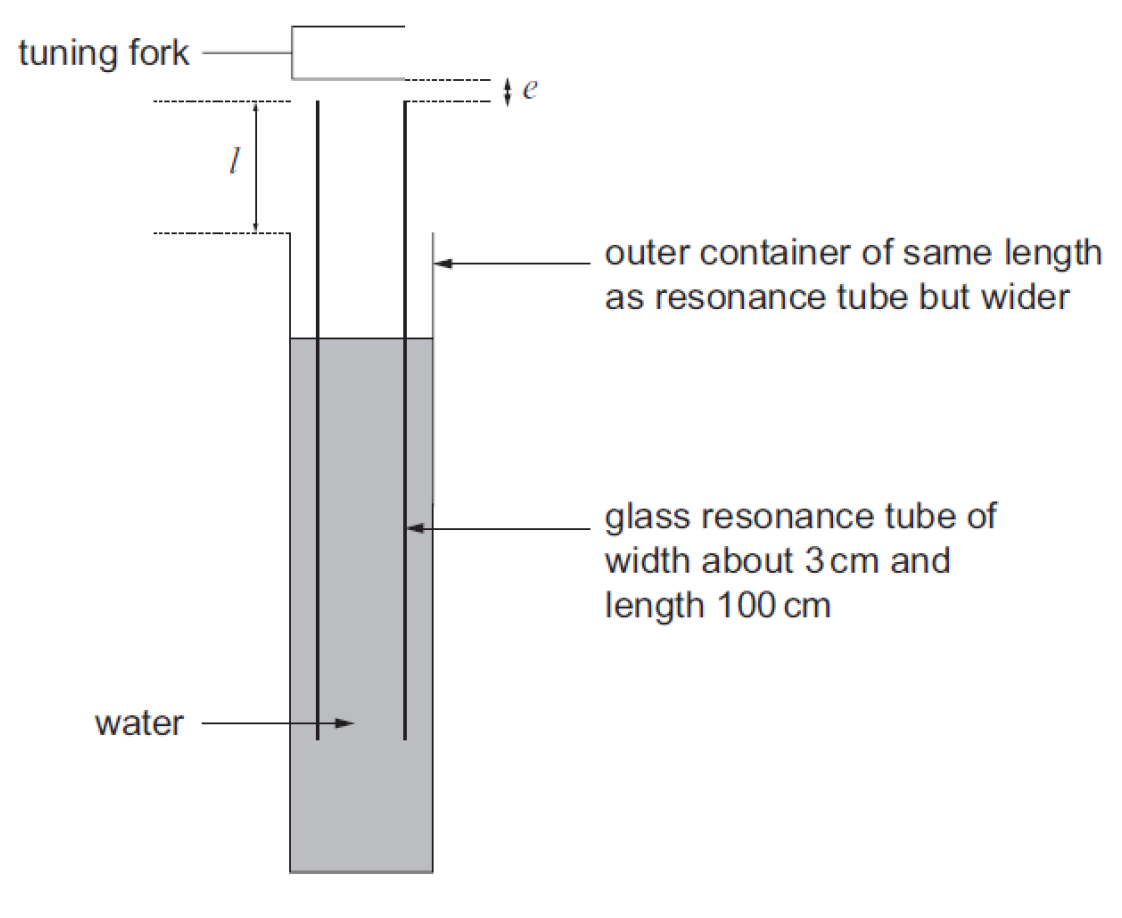 tuning fork
e
l
outer container of same length
as resonance tube but wider
glass resonance tube of
width about 3 cm and
length 100 cm
water